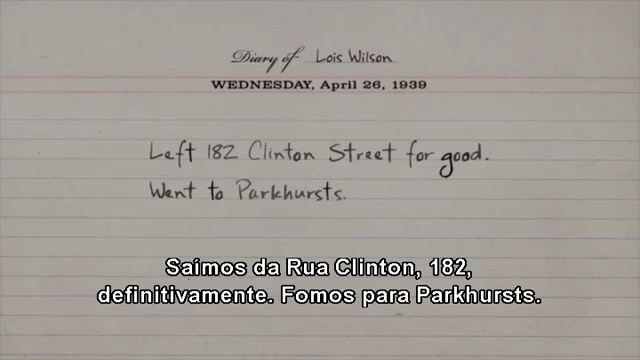 Diary of Lois Wilson
WEDNESDAY, April 26, 1939
Left 182 Clinton Street for good.
Went to Parkhursts.
Saímos da Rua Clinton, 182,
definitivamente. Fomos para Parkhursts.